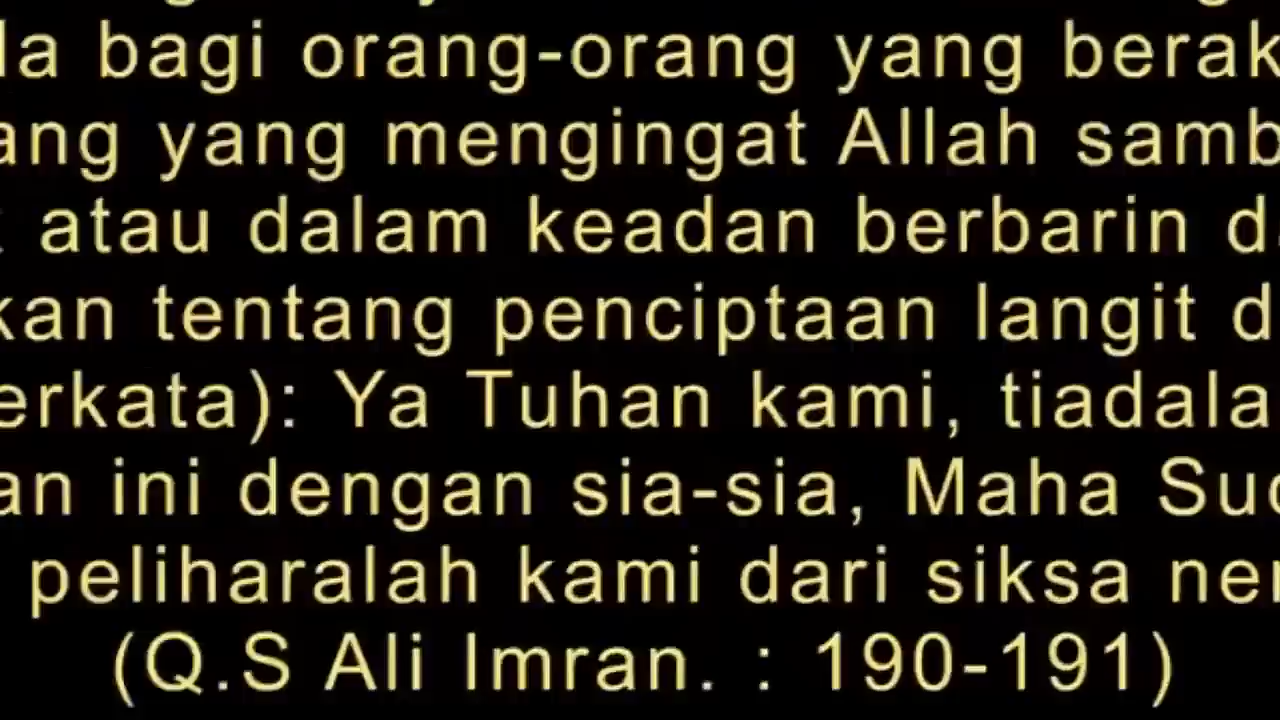 la bagi orang-orang yang berak
ang yang mengingat Allah samb
atau dalam keadan berbarin d
kan tentang penciptaan langit d
erkata): Ya Tuhan kami, tiadala
an ini dengan sia-sia, Maha Suc
peliharalah kami dari siksa ner
(Q.S Ali Imran. : 190-191)